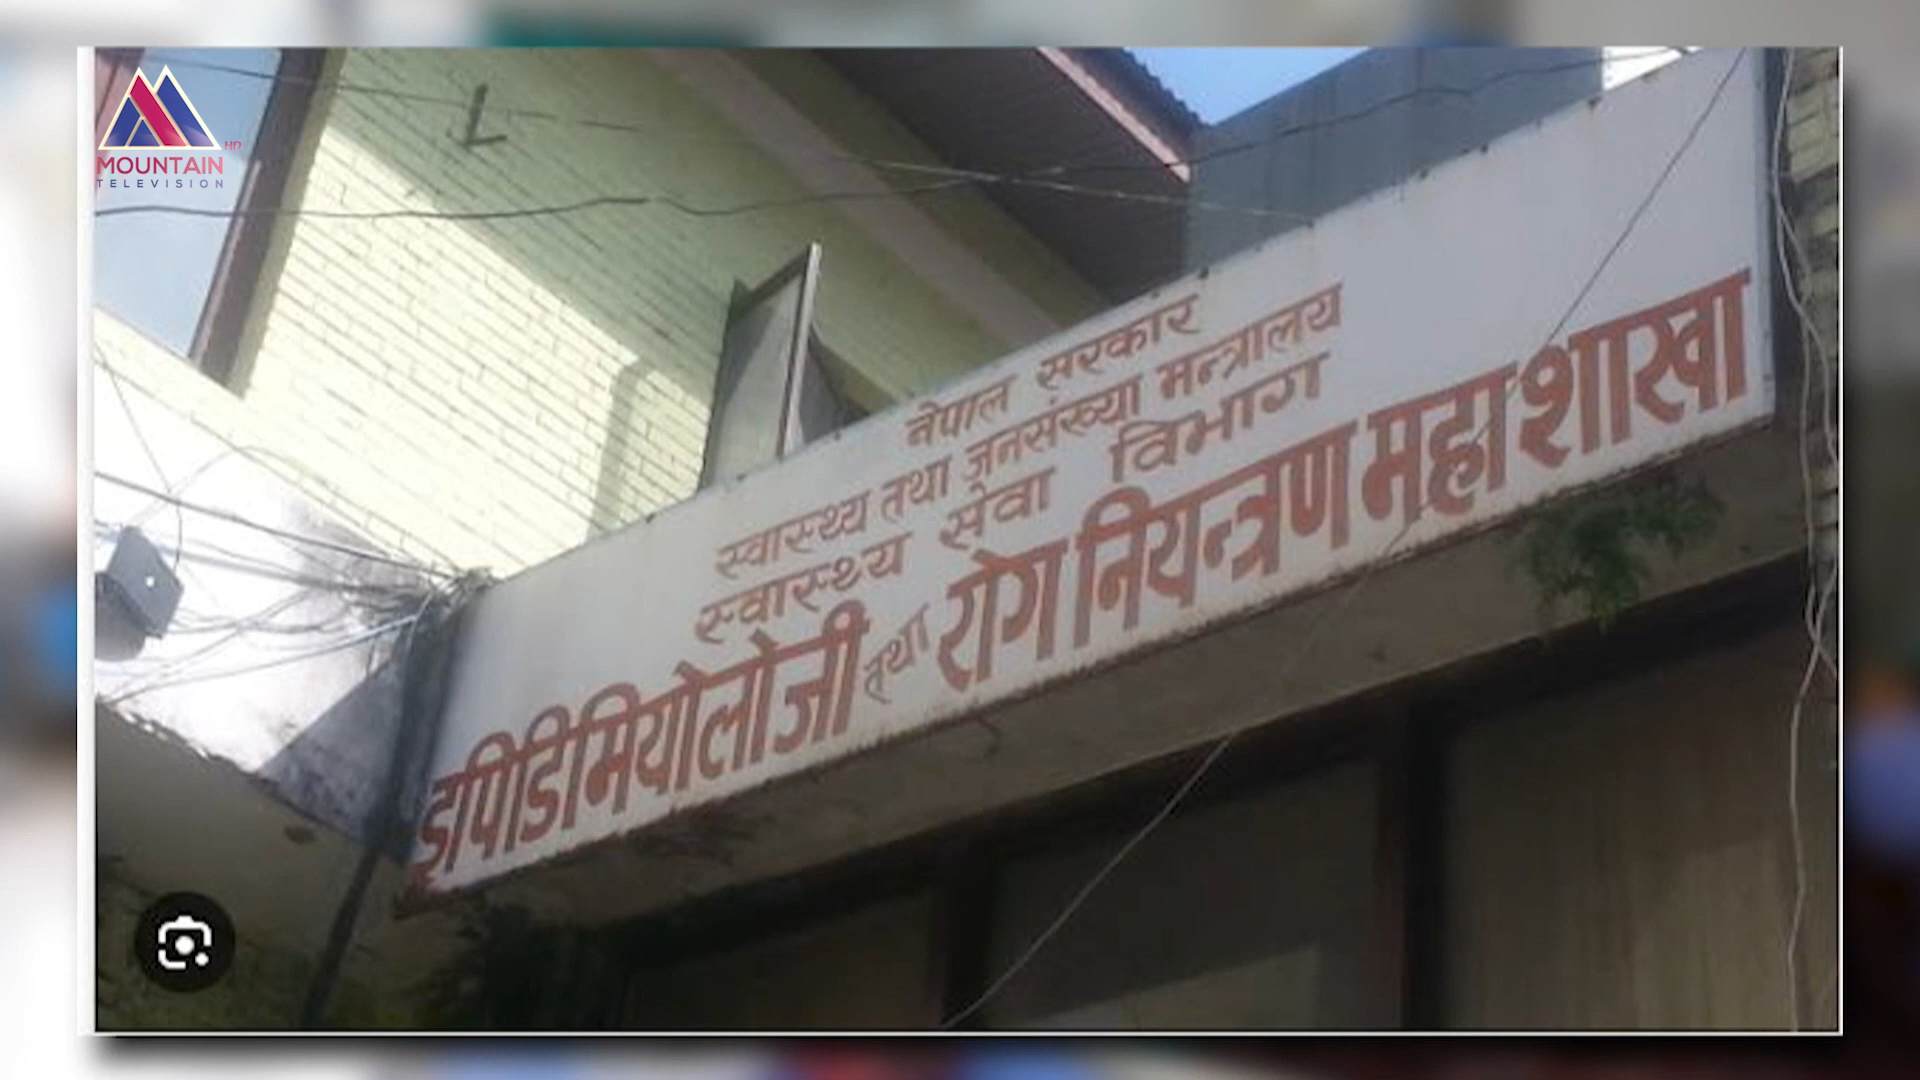 MOUNTAIN HD
TELEVISION
नेपाल सरकार
स्वास्थ्य तथा जनसंख्या मन्त्रालय
स्वास्थ्य सेवा विभाग
इपिडिमियोलोजी तथा रोग नियन्त्रण महाशाखा